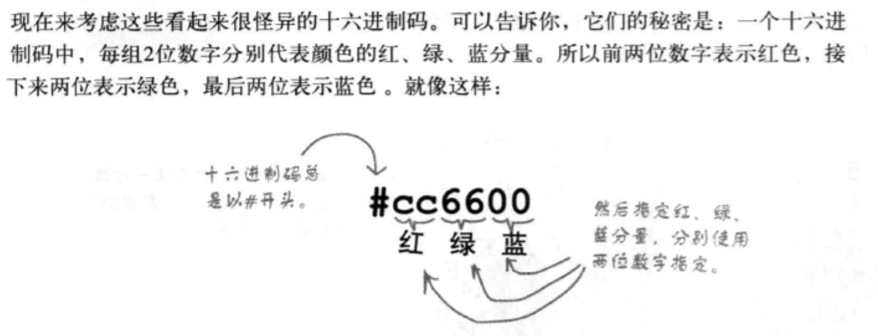 现在来考虑这些看起来很怪异的十六进制码。可以告诉你，它们的秘密是：一个十六进
制码中，每组2位数字分别代表颜色的红、绿、蓝分量。所以前两位数字表示红色，接
下来两位表示绿色，最后两位表示蓝色 。就像这样：
十六进制码总
是以#开头。
#cc6600
红 绿 蓝
然后指定红、绿、
蓝分量，分别使用
两位数字指定。